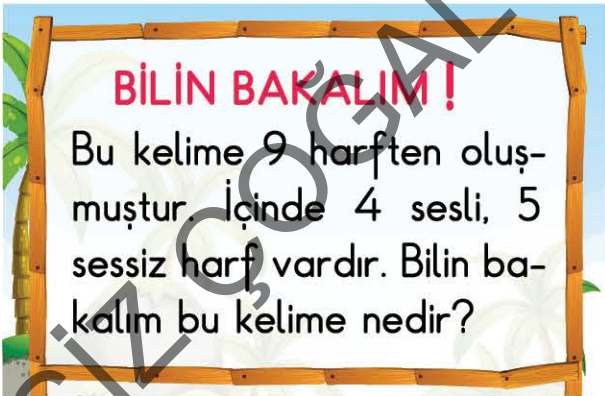 BİLİN BAKALIM !
Bu kelime 9 harften oluş-
muştur. İçinde 4 sesli, 5
sessiz harf vardır. Bilin ba-
kalım bu kelime nedir?